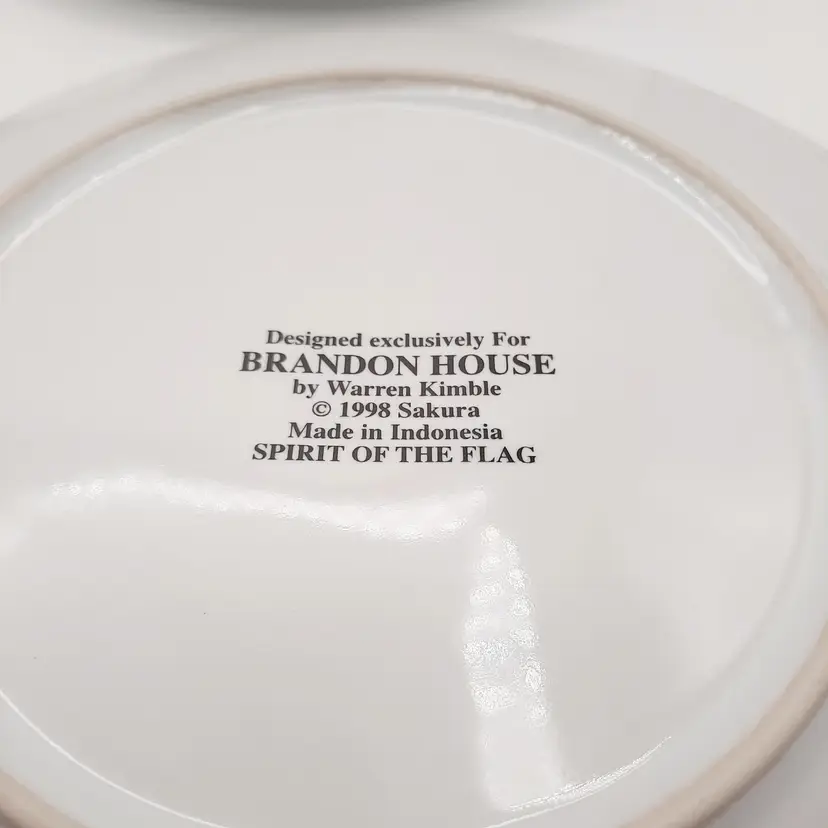 Designed exclusively For
BRANDON HOUSE
by Warren Kimble
© 1998 Sakura
Made in Indonesia
SPIRIT OF THE FLAG